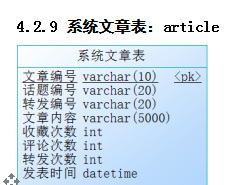 4.2.9 系统文章表：article
系统文章表
文章编号 varchar(10) <pk>
话题编号 varchar(20)
转发编号 varchar(20)
文章内容 varchar(5000)
收藏次数 int
评论次数 int
转发次数 int
发表时间 datetime